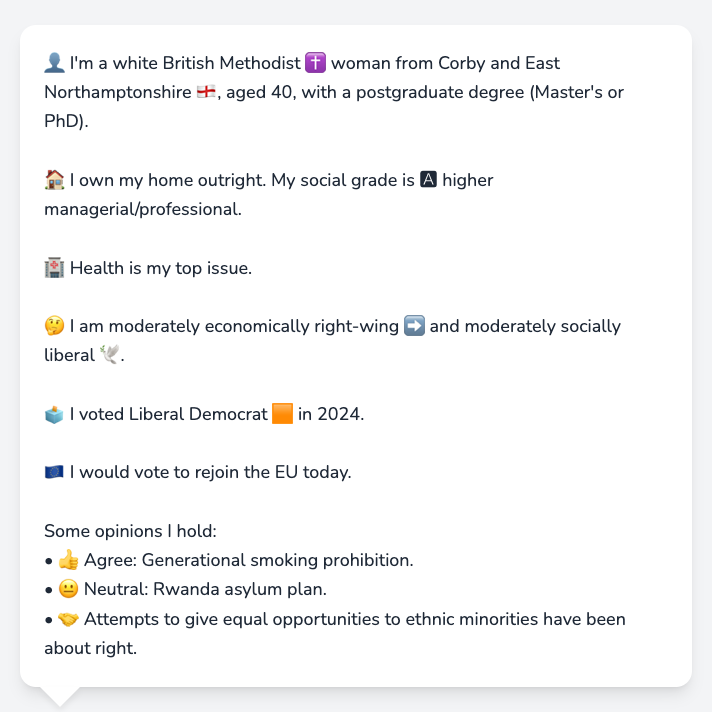 👤 I'm a white British Methodist ✝️ woman from Corby and East
Northamptonshire 🏴󠁧󠁢󠁥󠁮󠁧󠁿, aged 40, with a postgraduate degree (Master's or
PhD).
🏠 I own my home outright. My social grade is 🅰 higher
managerial/professional.
🏥 Health is my top issue.
🤔 I am moderately economically right-wing ➡️ and moderately socially
liberal 🕊️.
🗳️ I voted Liberal Democrat 🟧 in 2024.
🇪🇺 I would vote to rejoin the EU today.
Some opinions I hold:
• 👍 Agree: Generational smoking prohibition.
• 😐 Neutral: Rwanda asylum plan.
• 🤝 Attempts to give equal opportunities to ethnic minorities have been
about right.